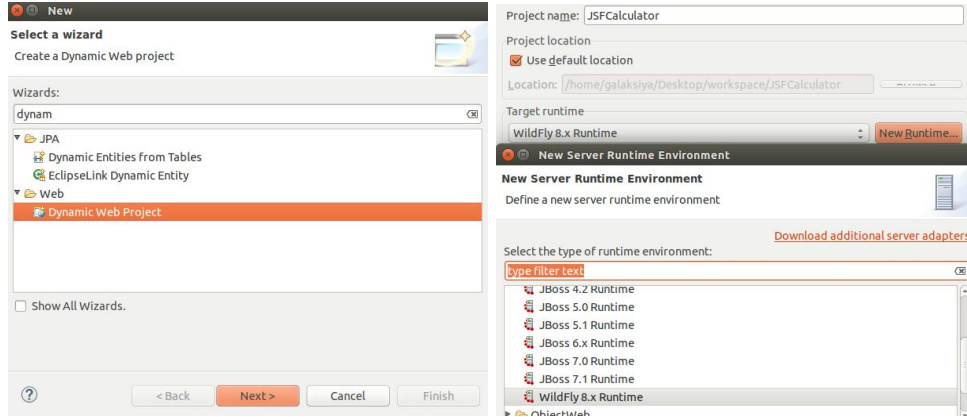 New
Select a wizard
Create a Dynamic Web project
Wizards:
dynam
JPA
Dynamic Entities from Tables
EclipseLink Dynamic Entity
Web
Dynamic Web Project
Show All Wizards.
< Back
Next >
Cancel
Finish
Project name: JSFCalculator
Project location
Use default location
Location: /home/galaksiya/Desktop/workspace/JSFCalculator
Target runtime
WildFly 8.x Runtime
New Runtime...
New Server Runtime Environment
New Server Runtime Environment
Define a new server runtime environment
Download additional server adapters
Select the type of runtime environment:
type filter text
JBoss 4.2 Runtime
JBoss 5.0 Runtime
JBoss 5.1 Runtime
JBoss 6.x Runtime
JBoss 7.0 Runtime
JBoss 7.1 Runtime
WildFly 8.x Runtime
ObjectWeb